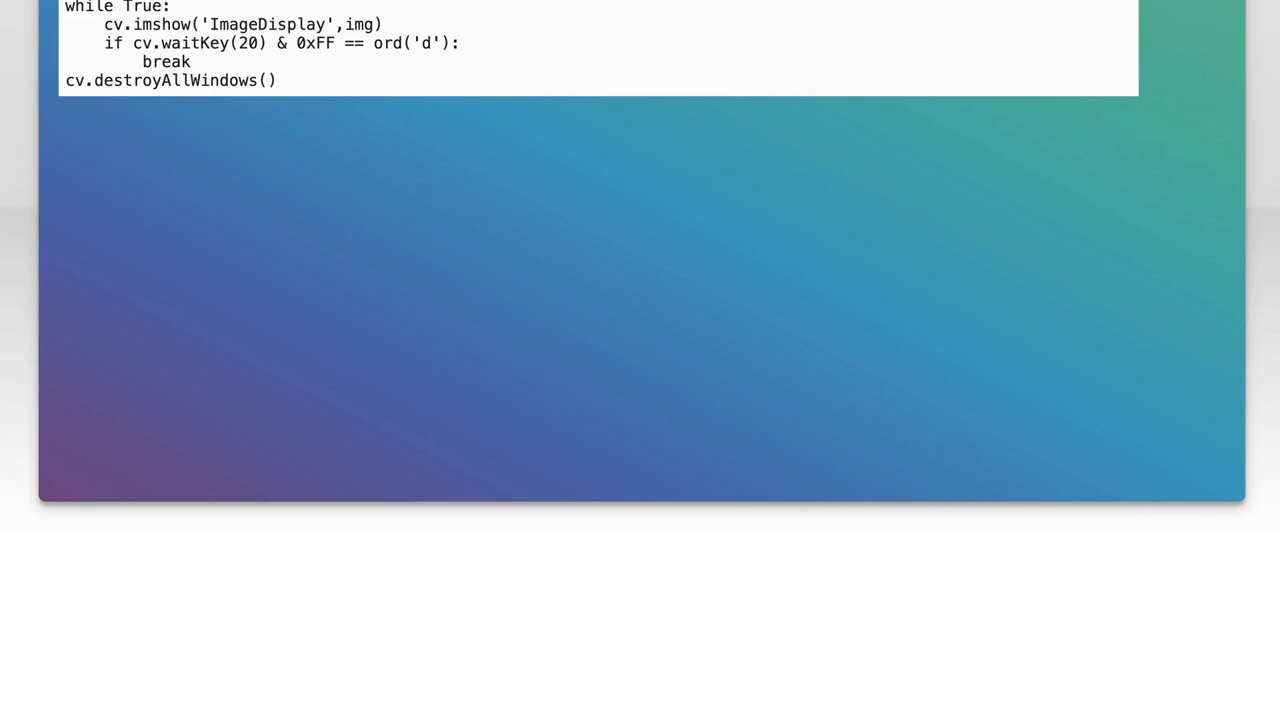 while True:
    cv.imshow('ImageDisplay',img)
    if cv.waitKey(20) & 0xFF == ord('d'):
        break
cv.destroyAllWindows()